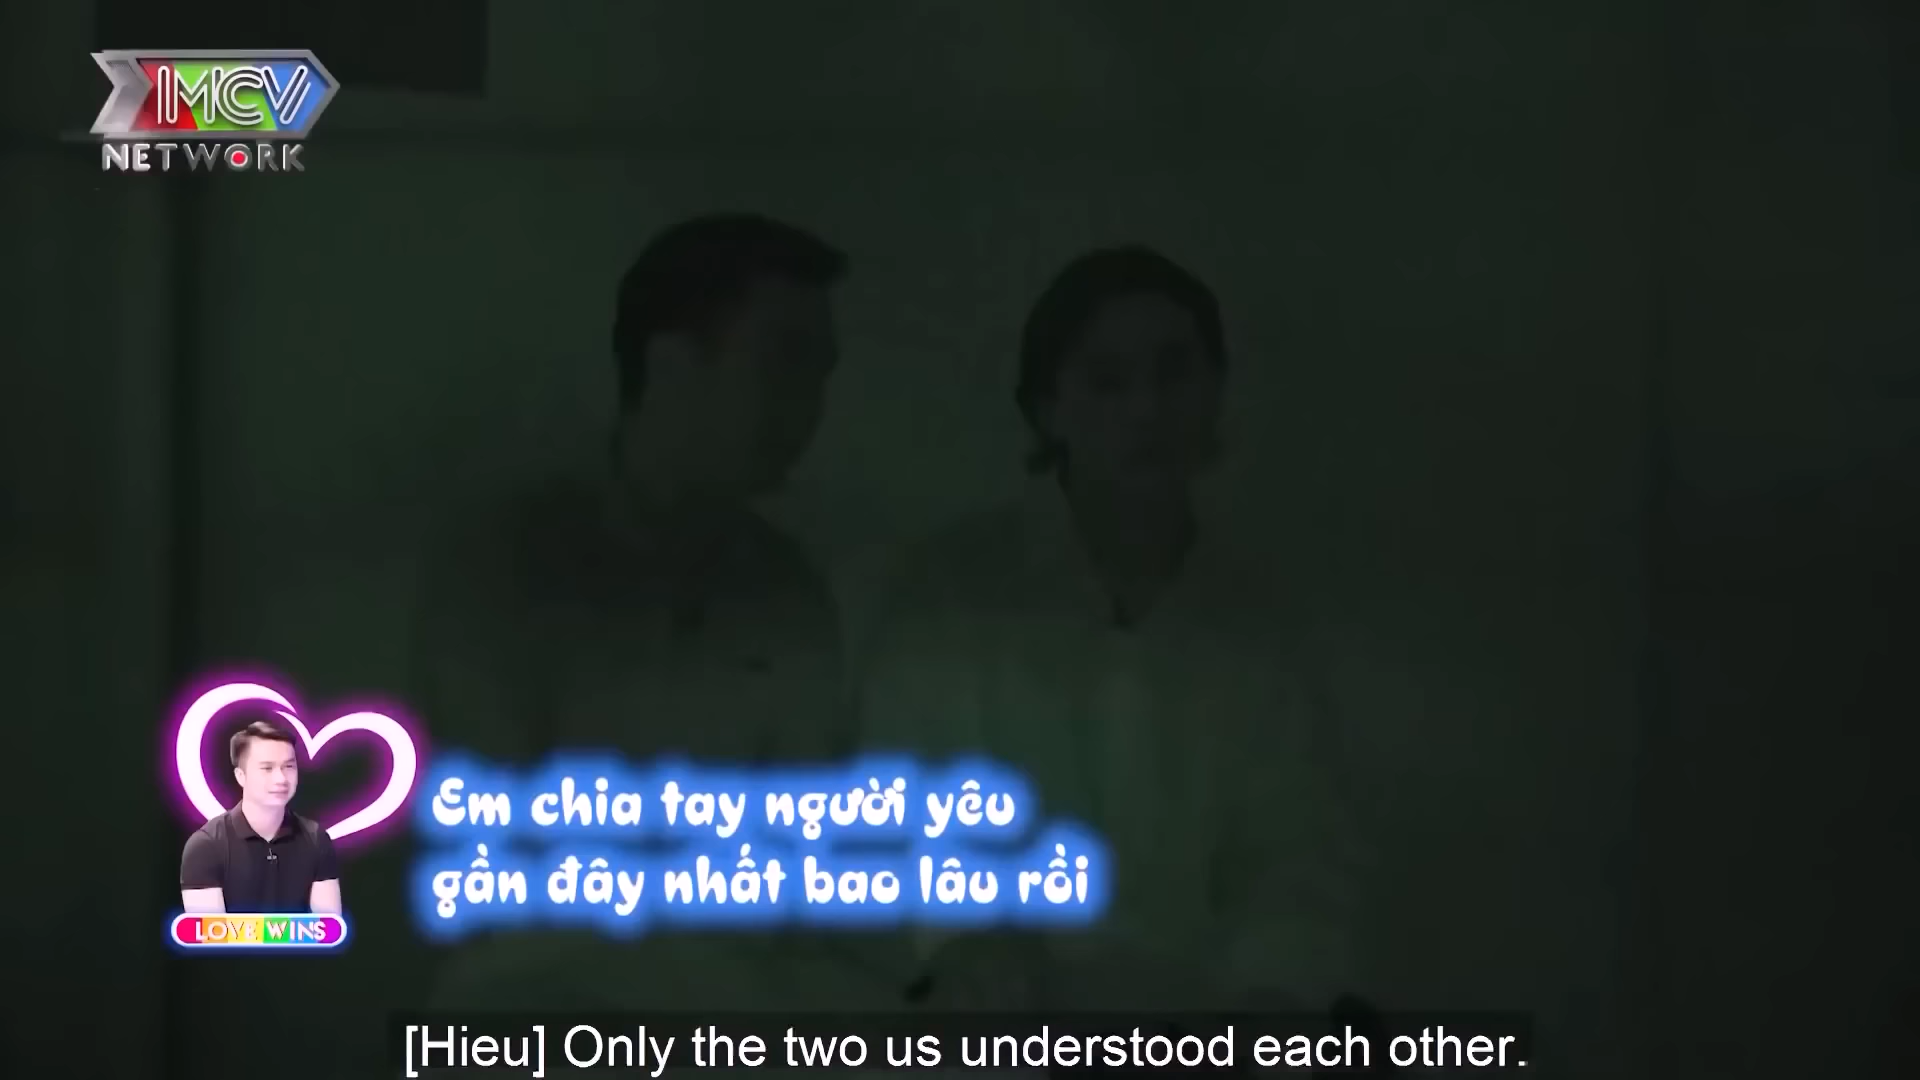 MCV
NETWORK
Em chia tay người yêu
gần đây nhất bao lâu rồi
LOVE WINS
[Hieu] Only the two us understood each other.